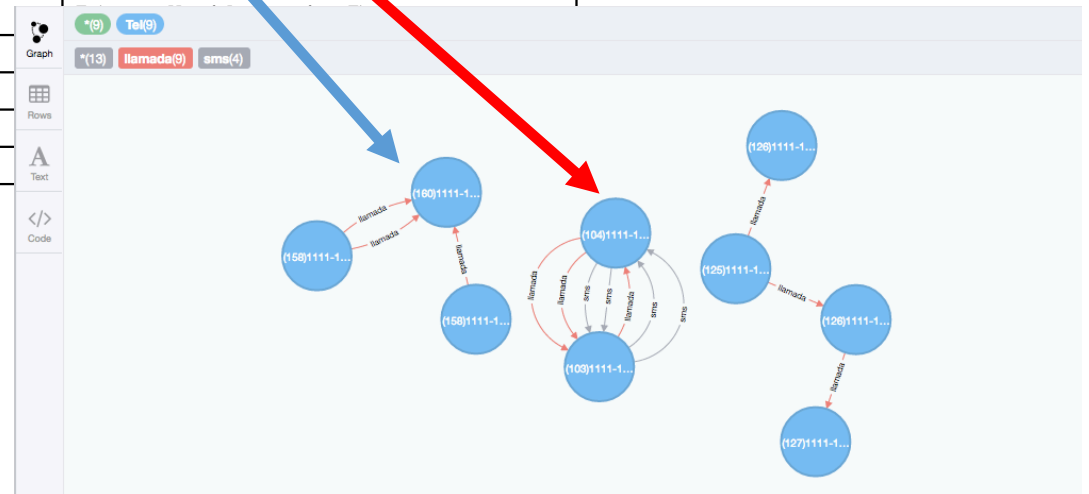 *(9) Tel(9)
Graph
*(13) llamada(9) sms(4)
Rows
Text
Code
(126)1111-1...
(160)1111-1...
llamada
llamada
llamada
(104)1111-1...
llamada
(158)1111-1...
llamada
(125)1111-1...
llamada
llamada
llamada
sms
sms
llamada
sms
sms
(158)1111-1...
(126)1111-1...
(103)1111-1...
llamada
(127)1111-1...